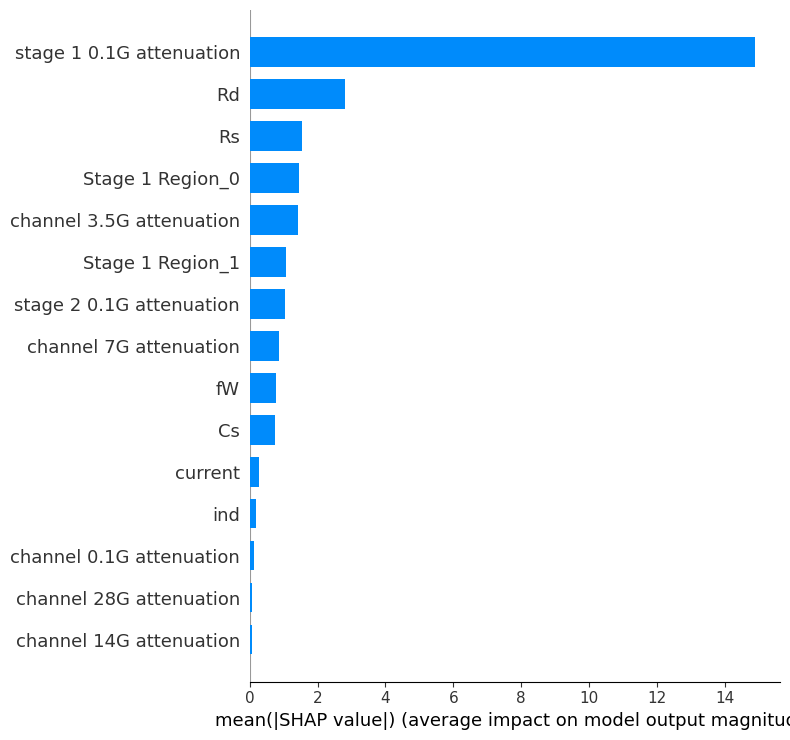 stage 1 0.1G attenuation
Rd
Rs
Stage 1 Region_0
channel 3.5G attenuation
Stage 1 Region_1
stage 2 0.1G attenuation
channel 7G attenuation
fW
Cs
current
ind
channel 0.1G attenuation
channel 28G attenuation
channel 14G attenuation
0 2 4 6 8 10 12 14
mean(|SHAP value|) (average impact on model output magnitud